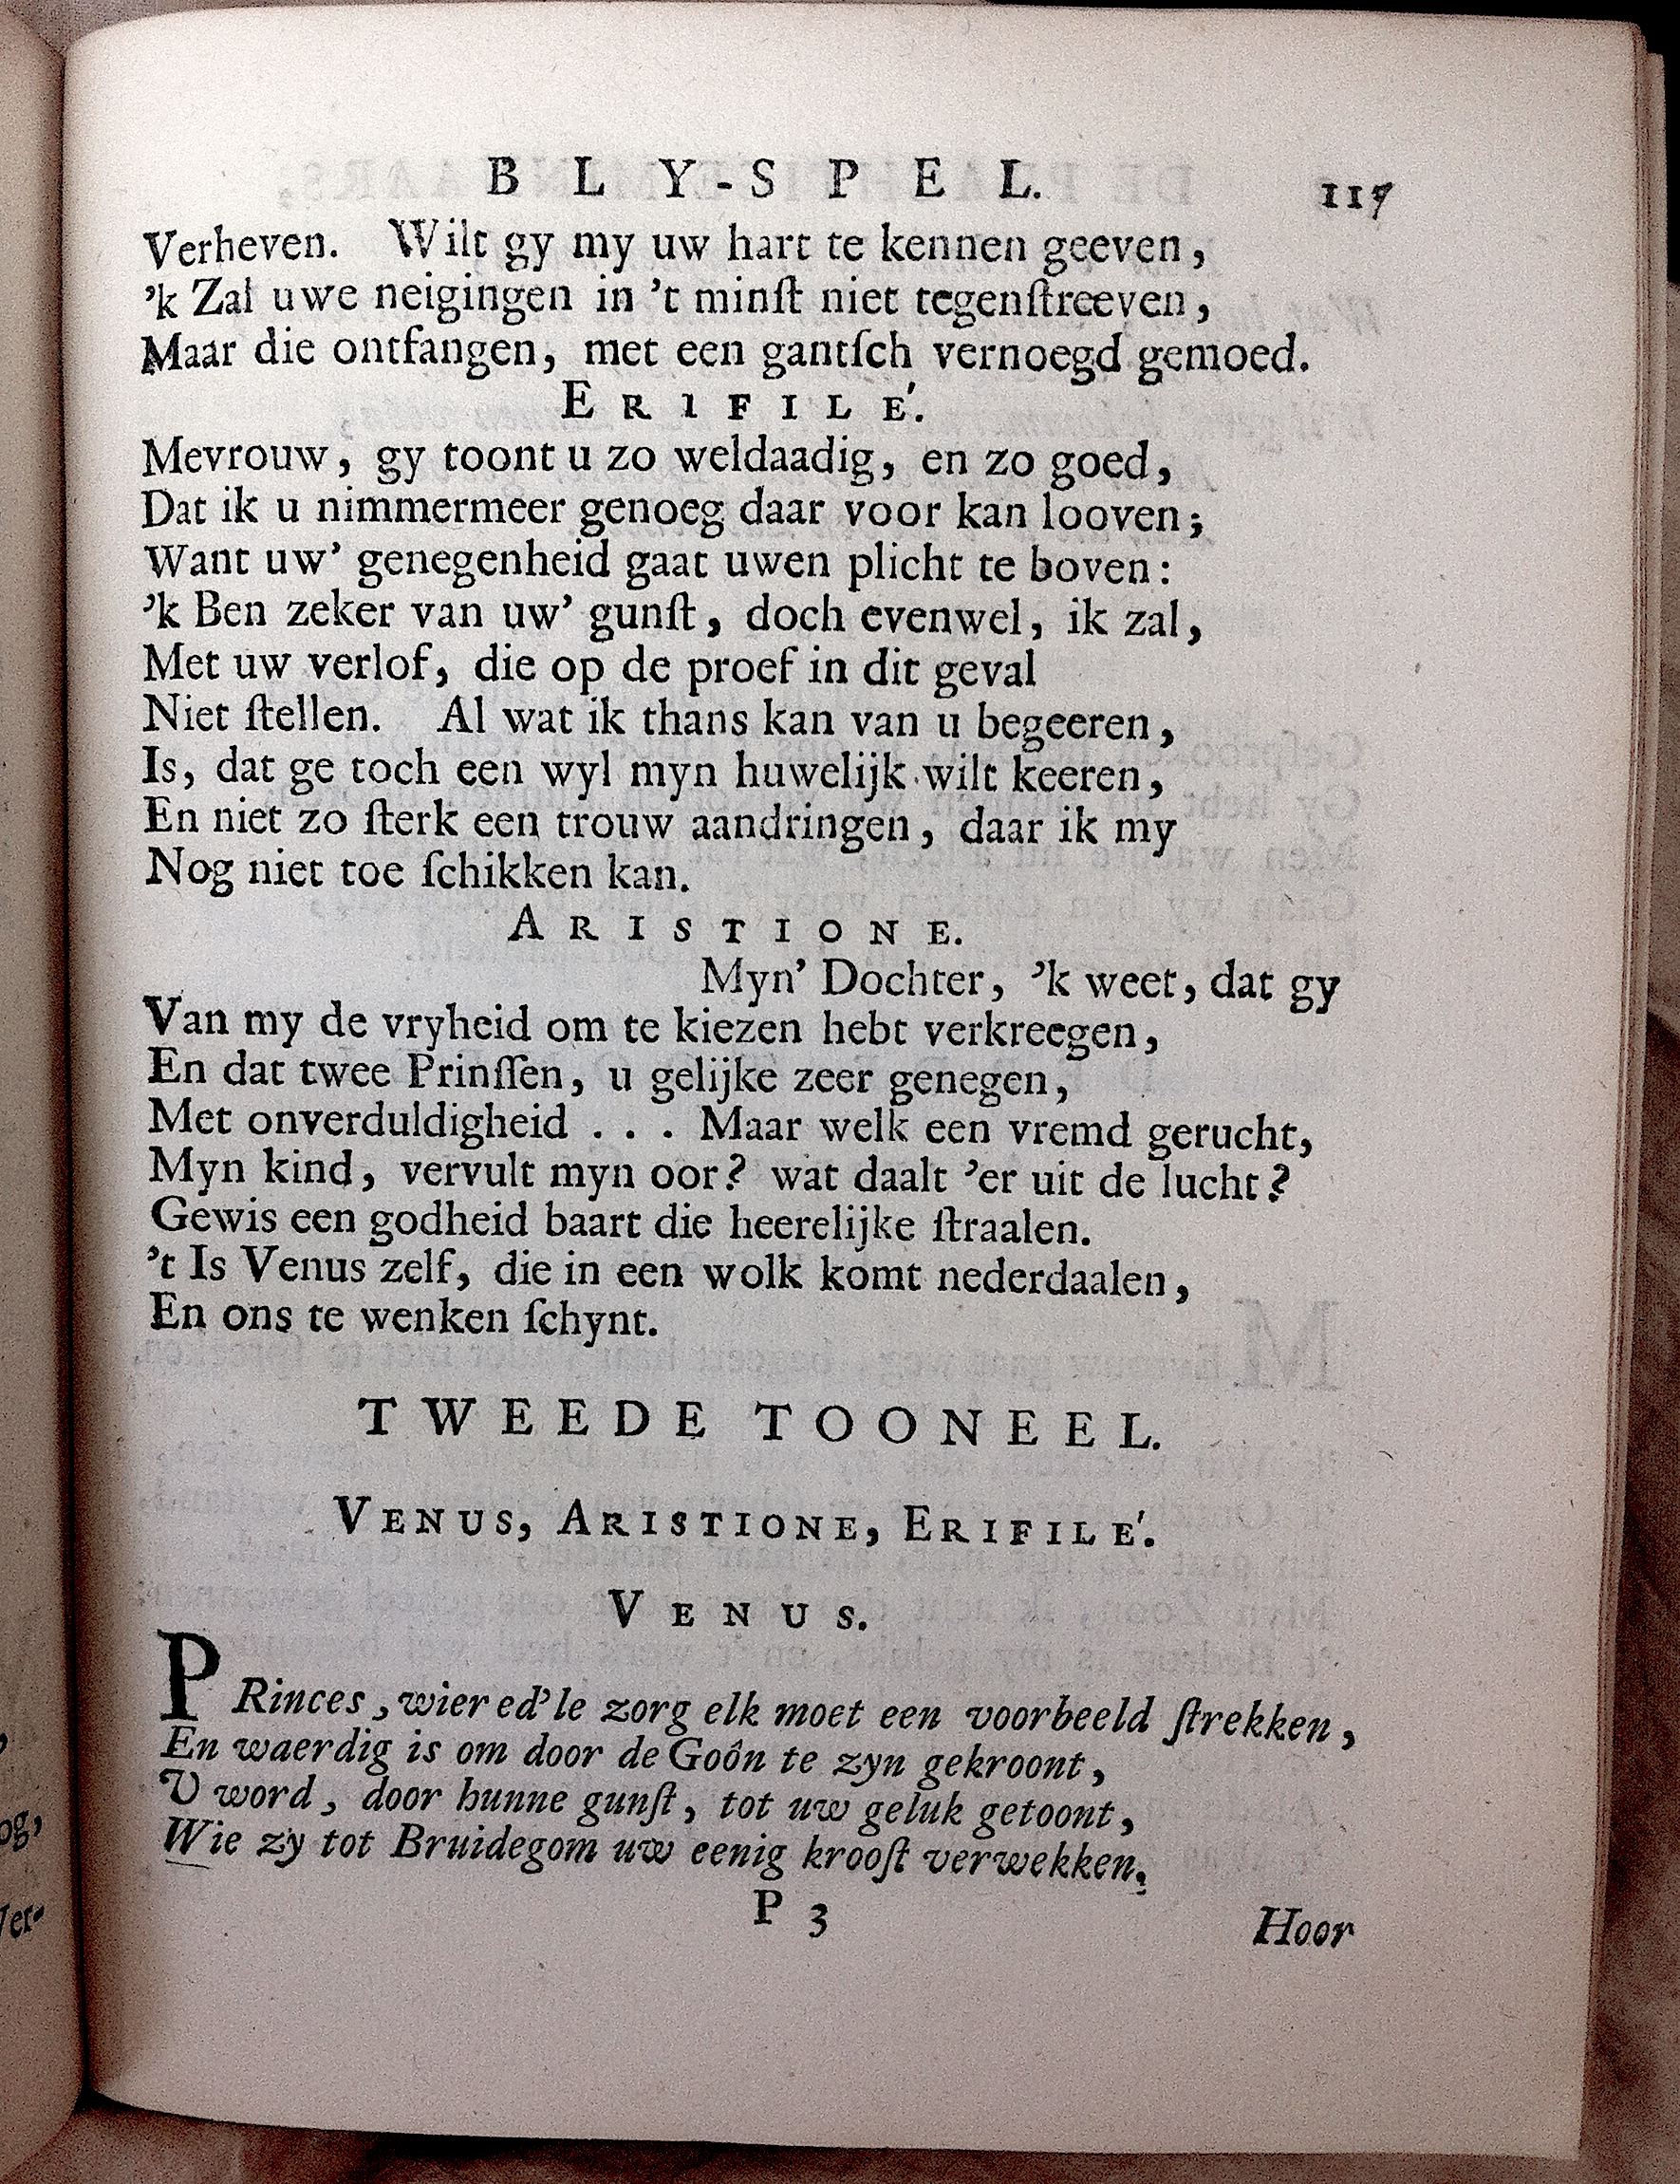 BLY-SPEL. 117
Verheven. Wilt gy my uw hart te kennen geeven,
’k Zal uwe neigingen in ’t minſt niet tegenſtreeven,
Maar die ontfangen, met een gantſch vernoegd gemoed.
ERIFILÉ.
Mevrouw, gy toont u zo weldaadig, en zo goed,
Dat ik u nimmermeer genoeg daar voor kan looven;
Want uw’ genegenheid gaat uwen plicht te boven:
’k Ben zeker van uw’ gunſt, doch evenwel, ik zal,
Met uw verlof, die op de proef in dit geval
Niet ſtellen. Al wat ik thans kan van u begeeren,
Is, dat ge toch een wyl myn huwelijk wilt keeren,
En niet zo ſterk een trouw aandringen, daar ik my
Nog niet toe ſchikken kan.
ARISTIONE.
Myn’ Dochter, ’k weet, dat gy
Van my de vryheid om te kiezen hebt verkreegen,
En dat twee Prinſſen, u gelijke zeer genegen,
Met onverduldigheid . . . Maar welk een vremd gerucht,
Myn kind, vervult myn oor? wat daalt ’er uit de lucht?
Gewis een godheid baart die heerelijke ſtraalen.
’t Is Venus zelf, die in een wolk komt nederdaalen,
En ons te wenken ſchynt.
TWEEDE TOONEEL.
VENUS, ARISTIONE, ERIFILÉ.
VENUS.
PRinces, wier ed’le zorg elk moet een voorbeeld ſtrekken,
En waerdig is om door de Goôn te zyn gekroont,
U word, door hunne gunſt, tot uw geluk getoont,
Wie zy tot Bruidegom uw eenig krooſt verwekken.
P 3
Hoor